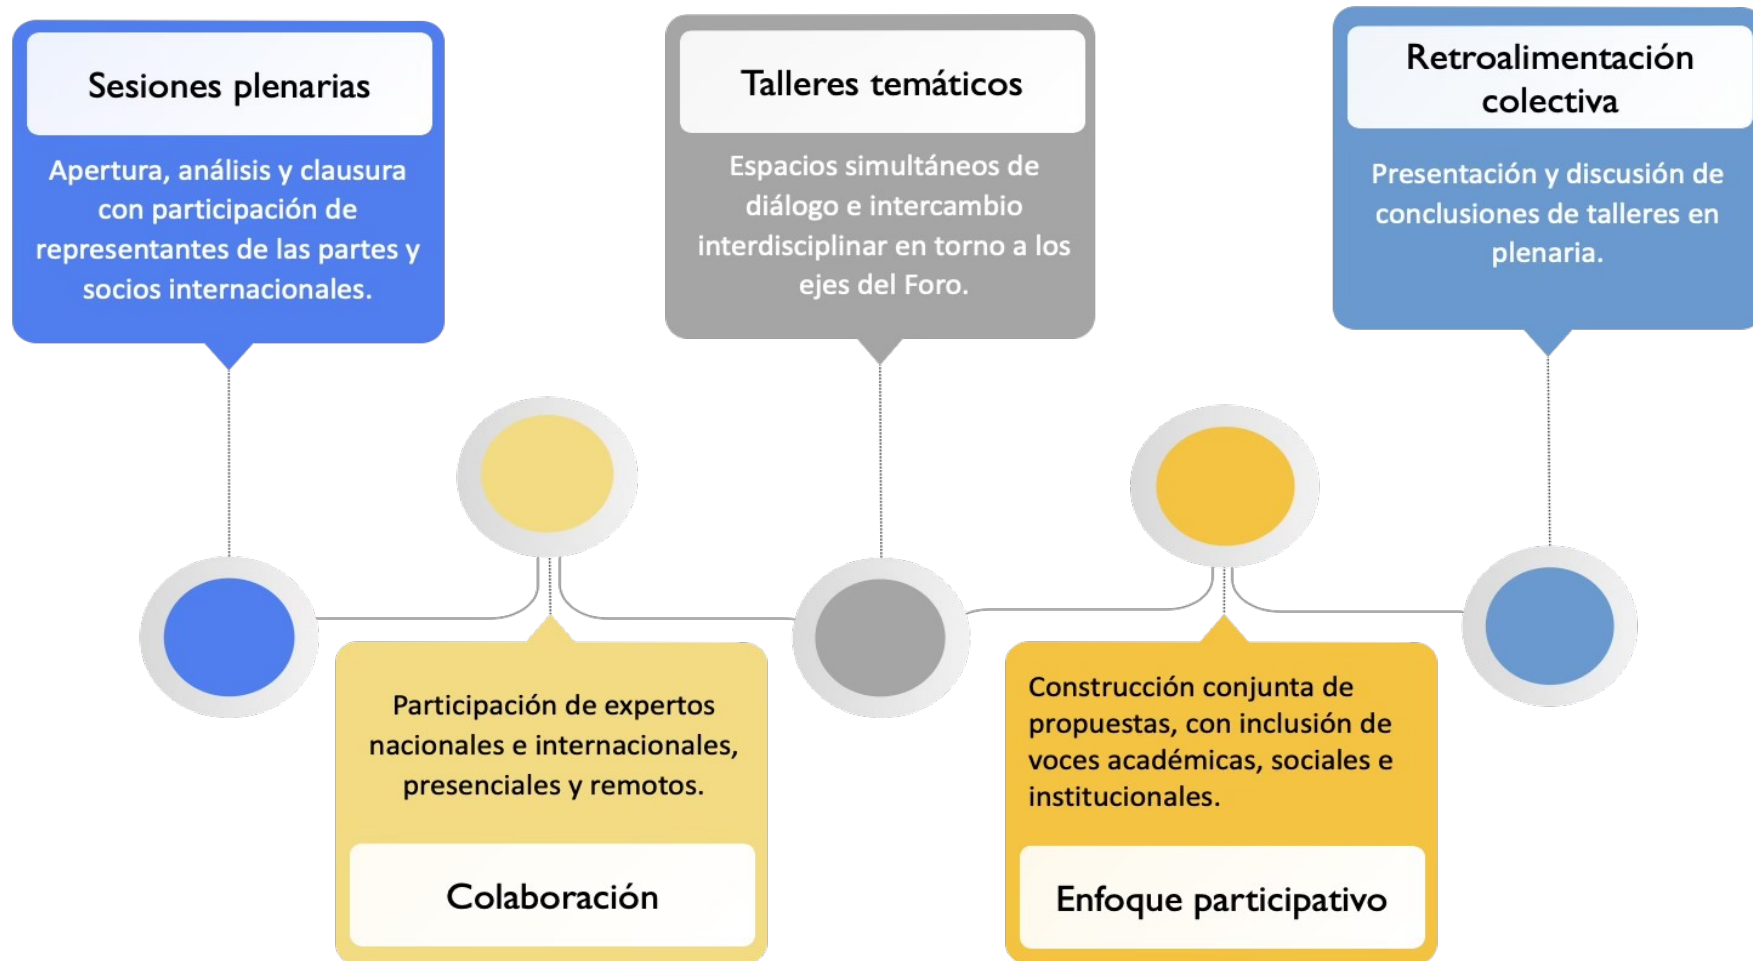 Sesiones plenarias
Apertura, análisis y clausura
con participación de
representantes de las partes y
socios internacionales.
Participación de expertos
nacionales e internacionales,
presenciales y remotos.
Colaboración
Talleres temáticos
Espacios simultáneos de
diálogo e intercambio
interdisciplinar en torno a los
ejes del Foro.
Construcción conjunta de
propuestas, con inclusión de
voces académicas, sociales e
institucionales.
Enfoque participativo
Retroalimentación
colectiva
Presentación y discusión de
conclusiones de talleres en
plenaria.